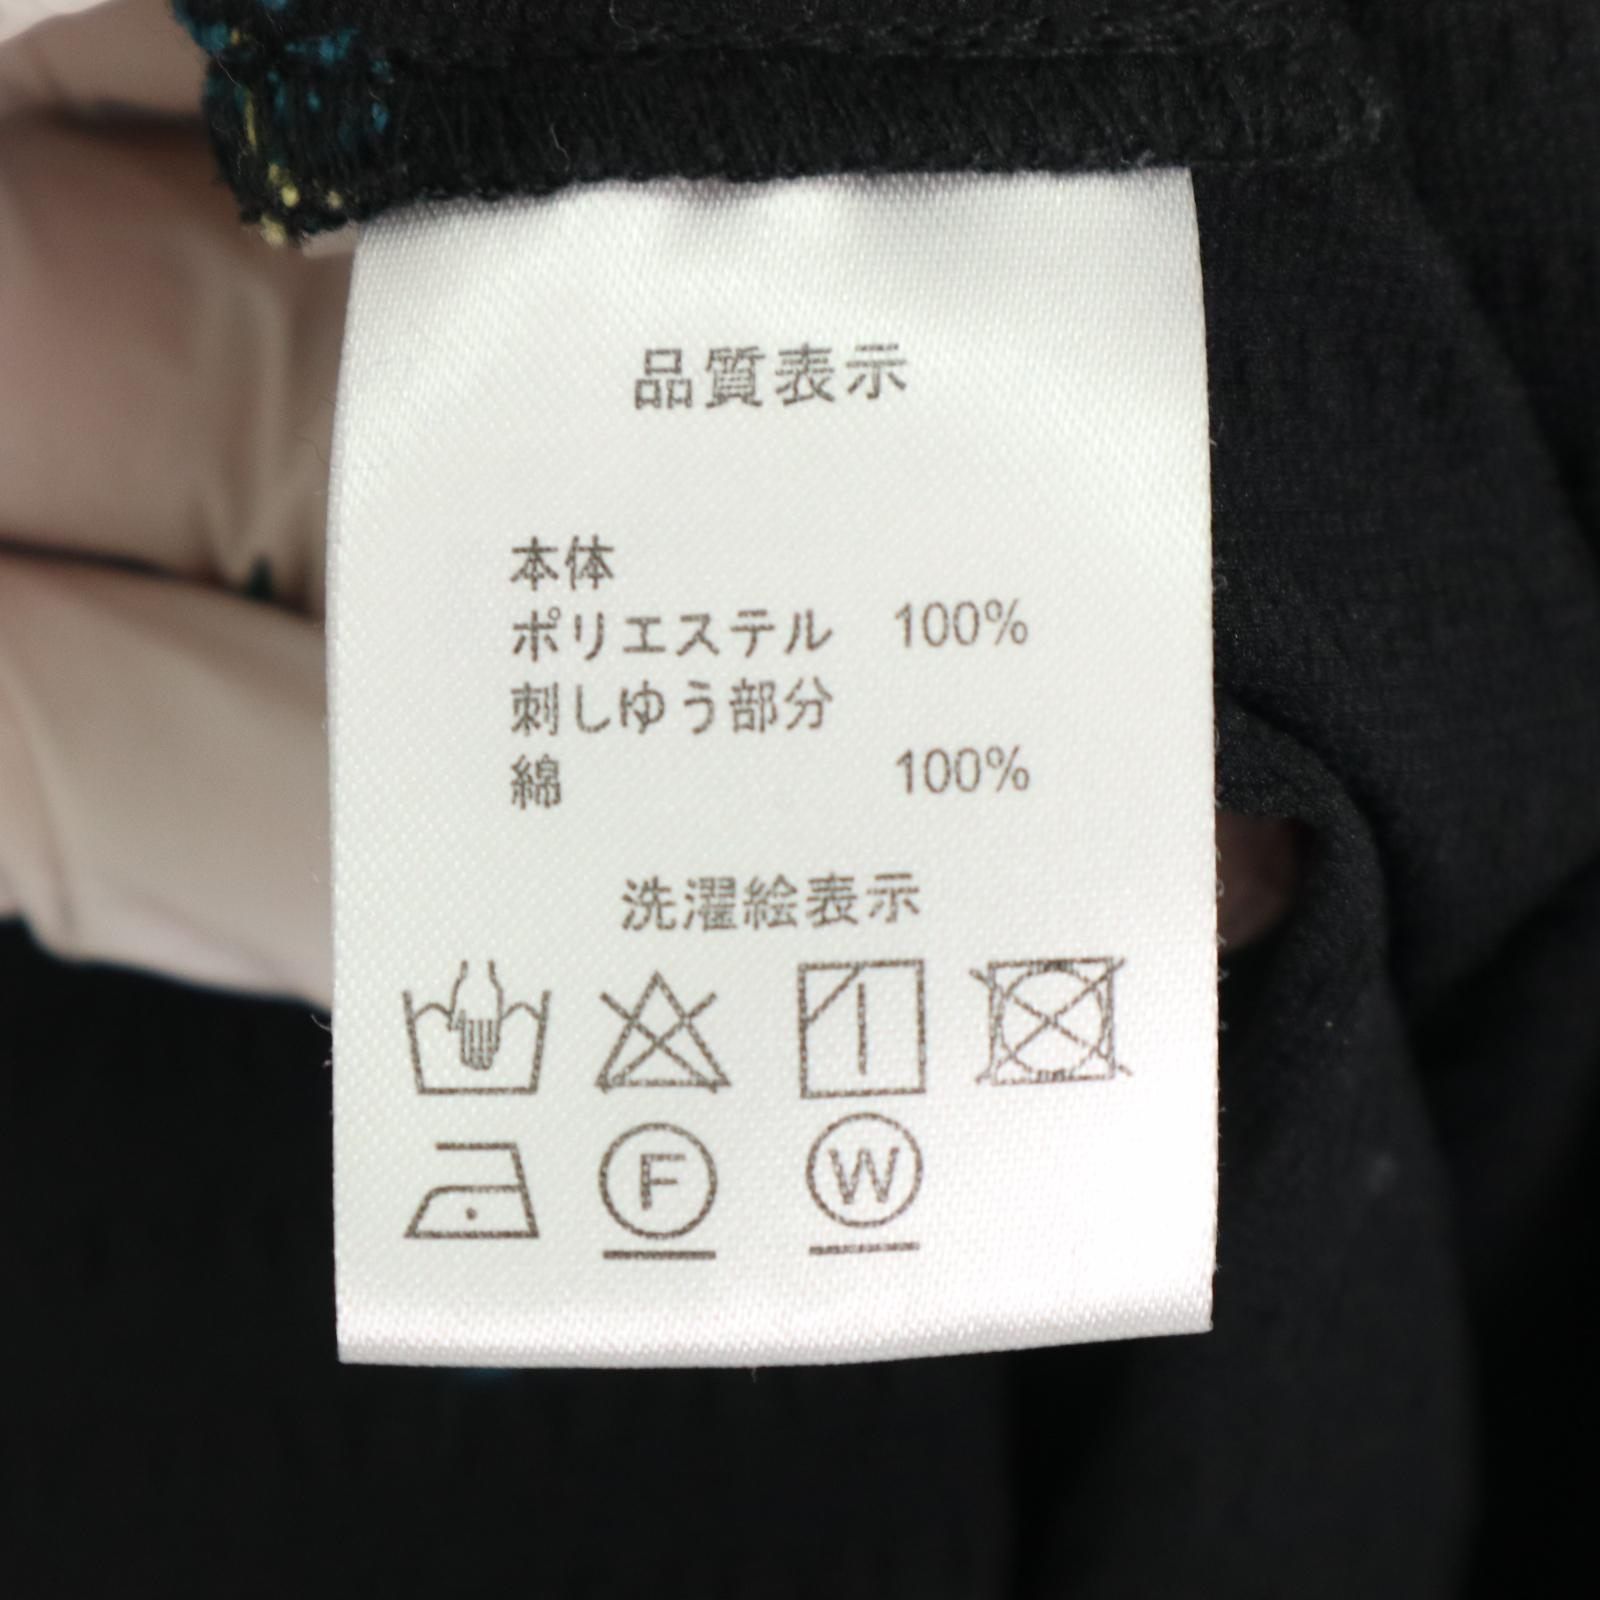 品質表示
本体
ポリエステル 100%
刺しゆう部分
綿 100%
洗濯絵表示
F W